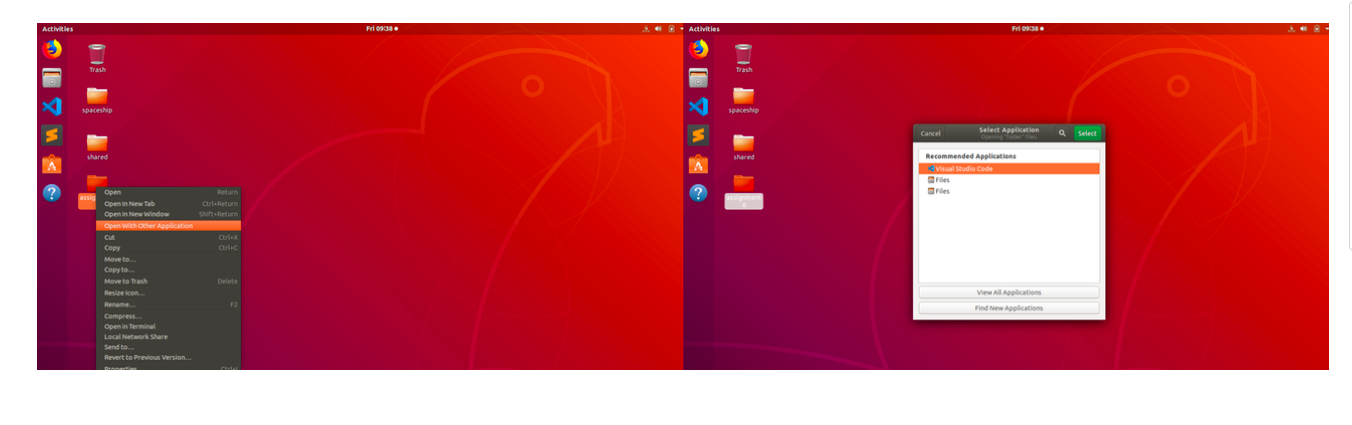 Activities
Fri 09:38
Trash
spaceship
shared
assig
Open Return
Open In New Tab Ctrl+Return
Open In New Window Shift+Return
Open With Other Application
Cut Ctrl+X
Copy Ctrl+C
Move to...
Copy to...
Move to Trash Delete
Resize Icon...
Rename... F2
Compress...
Open in Terminal
Local Network Share
Send to...
Revert to Previous Version...
Properties Ctrl+I
Activities
Fri 09:38
Trash
spaceship
shared
assignment
Cancel
Select Application
Opening "Folder" files.
Select
Recommended Applications
Visual Studio Code
Files
Files
View All Applications
Find New Applications